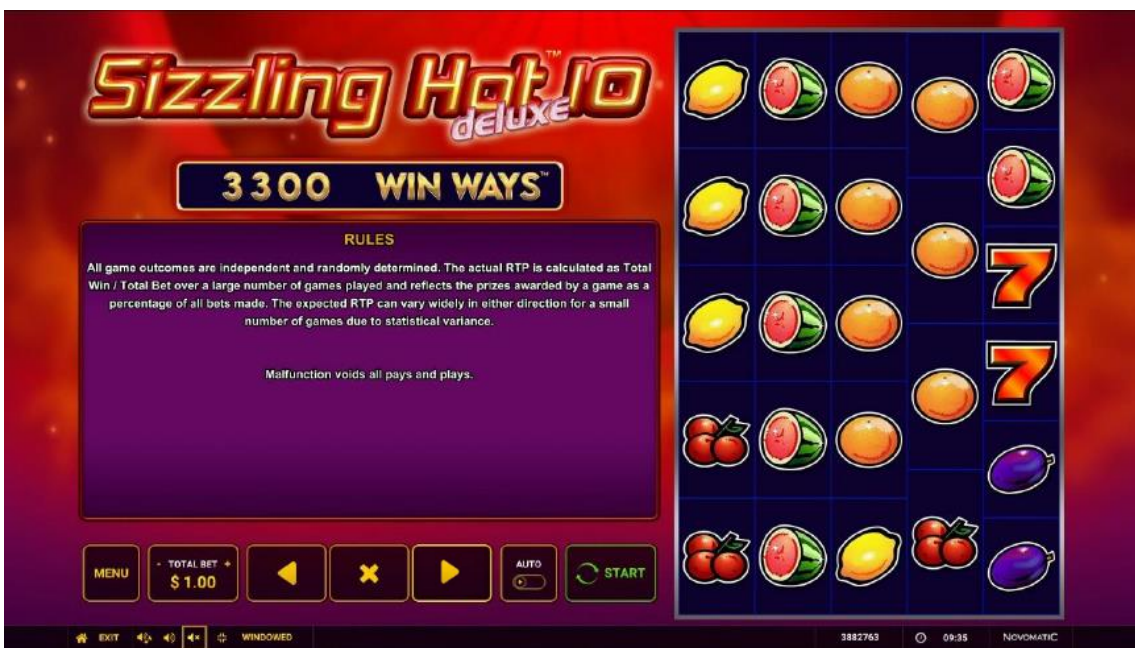 Sizzling Hot™ 10
deluxe
3300 WIN WAYS™
RULES
All game outcomes are independent and randomly determined. The actual RTP is calculated as Total
Win / Total Bet over a large number of games played and reflects the prizes awarded by a game as a
percentage of all bets made. The expected RTP can vary widely in either direction for a small
number of games due to statistical variance.
Malfunction voids all pays and plays.
MENU
- TOTAL BET +
$ 1.00
AUTO
START
7
7
EXIT
WINDOWED
3882763
09:35
NOVOMATIC